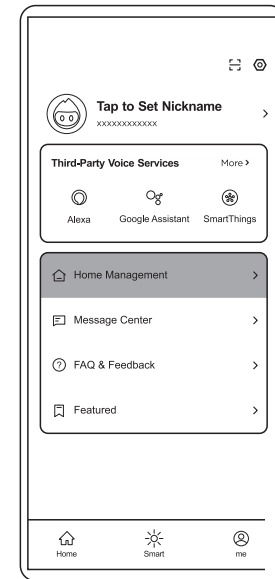 Tap to Set Nickname
xxxxxxxxxxxx
Third-Party Voice Services More >
Alexa Google Assistant SmartThings
Home Management
Message Center
FAQ & Feedback
Featured
Home Smart me